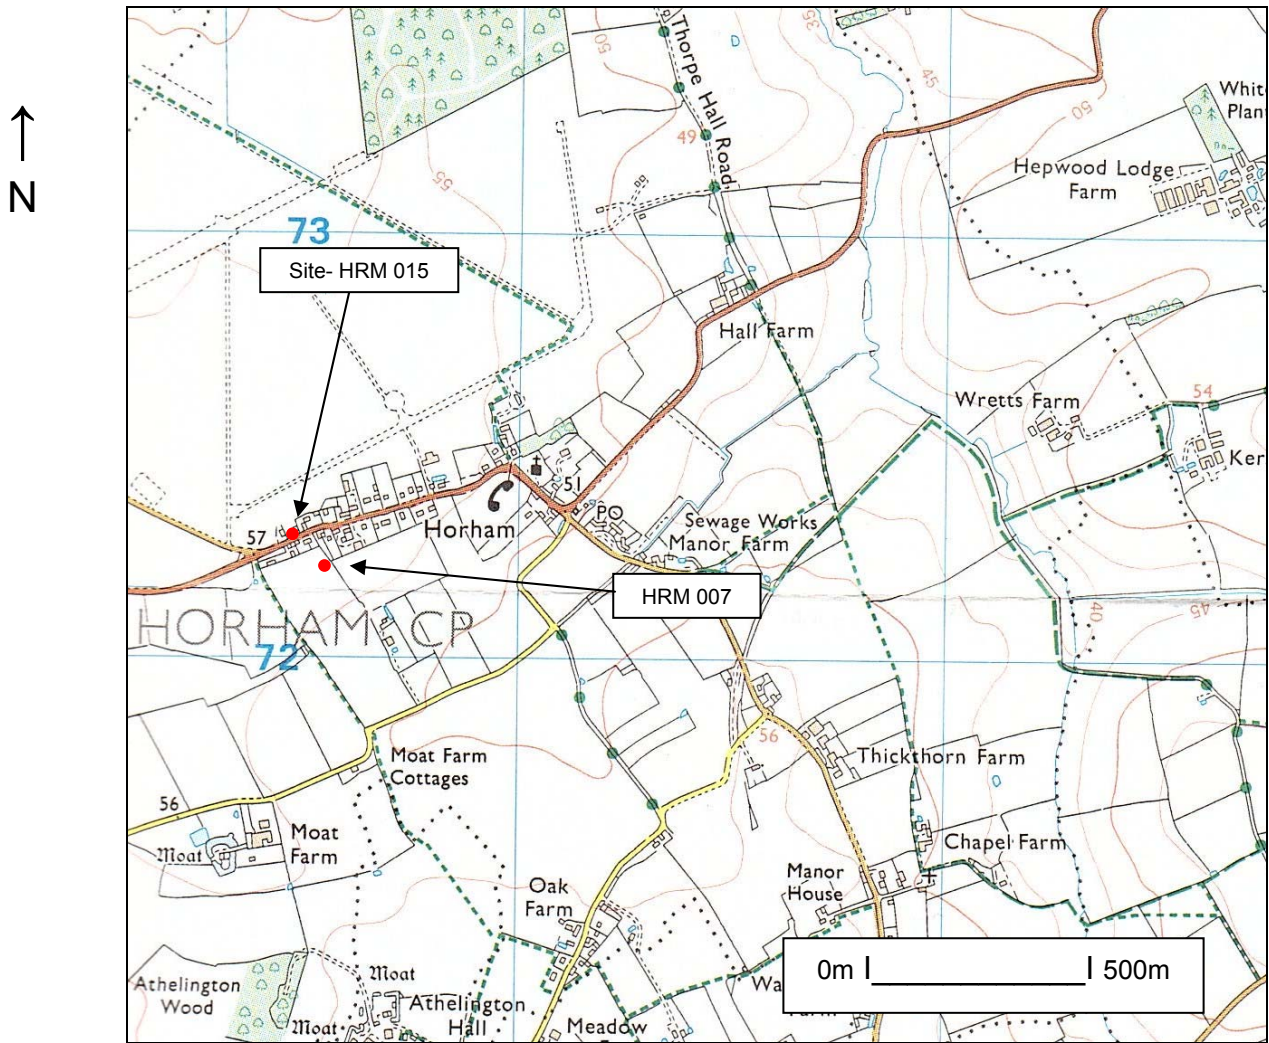 N
Thorpe Hall Road
35
50
45
50
49
55
White
Plan
Hepwood Lodge
Farm
73
Site- HRM 015
Hall Farm
Wretts Farm
54
Ker
51
PO
57
Horham
Sewage Works
Manor Farm
HRM 007
HORHAM CP
40
45
72
56
Thickthorn Farm
Moat Farm
Cottages
56
Moat
Moat
Farm
Chapel Farm
Manor
House
Oak
Farm
0m 500m
Wa
Athelington
Wood
Moat
Athelington
Hall
Moat
Meadow